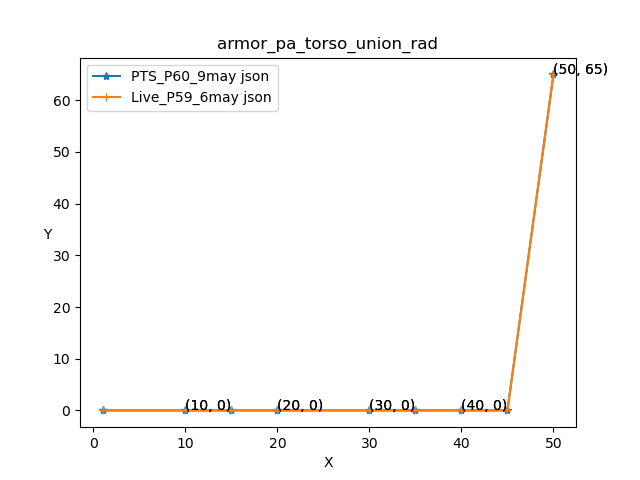 armor_pa_torso_union_rad
PTS_P60_9may json
Live_P59_6may json
(50, 65)
60
50
40
Y
30
20
10
0
(10, 0) (20, 0) (30, 0) (40, 0)
0 10 20 30 40 50
X